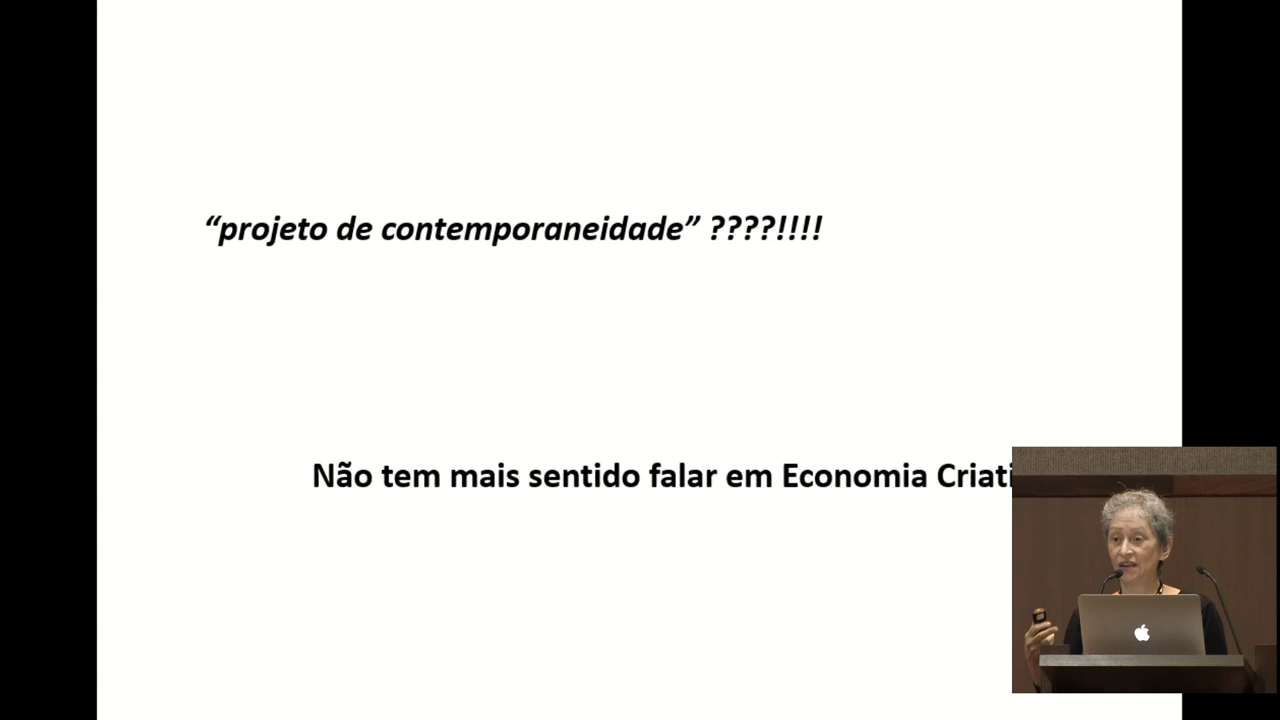 “projeto de contemporaneidade” ????!!!!
Não tem mais sentido falar em Economia